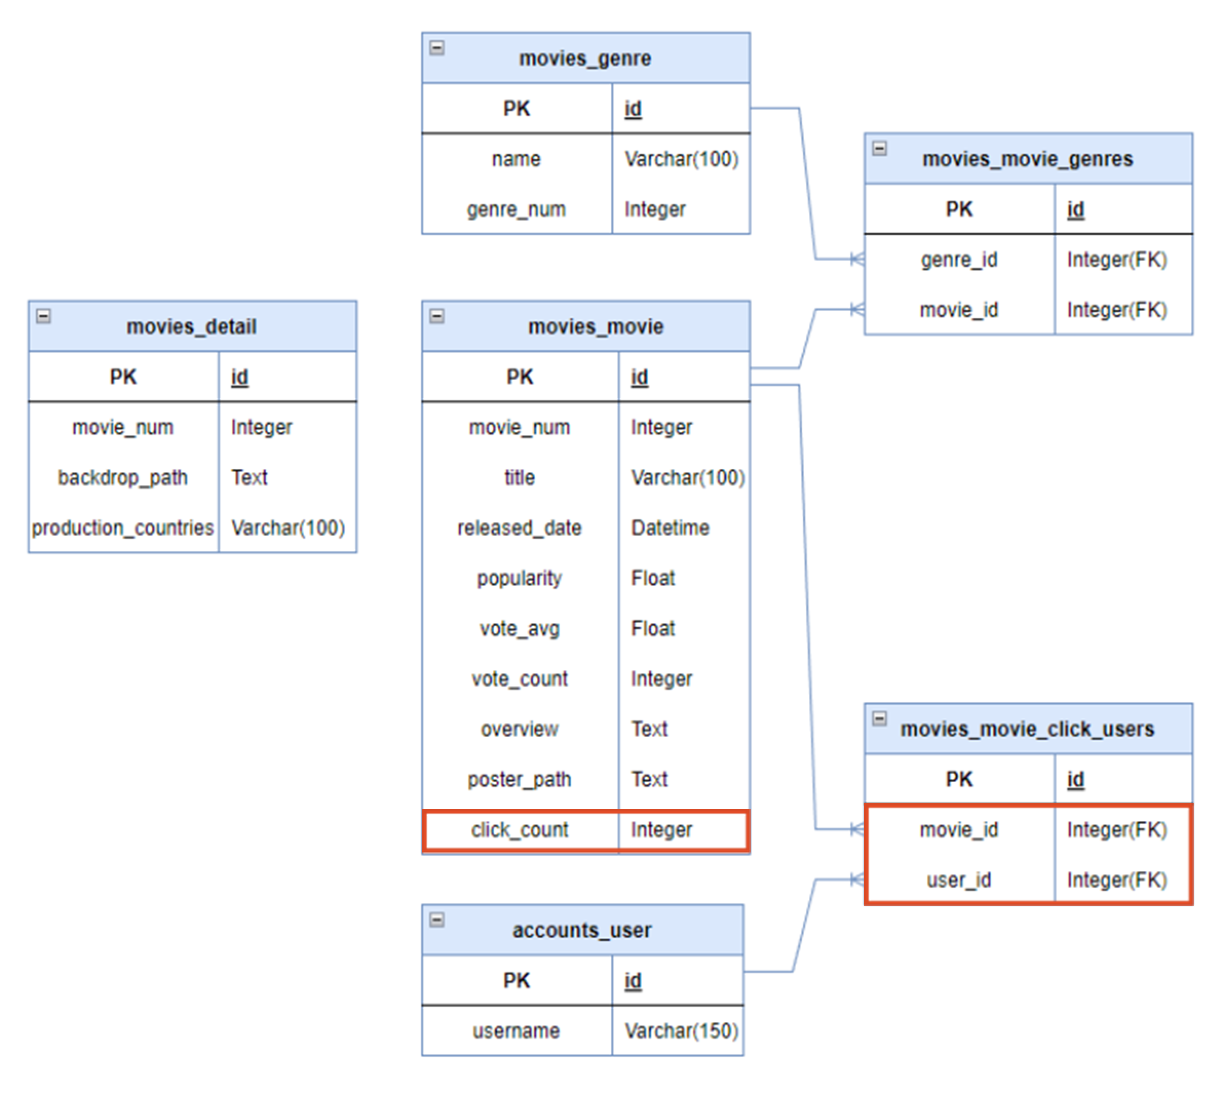 movies_genre
PK id
name Varchar(100)
genre_num Integer
movies_movie_genres
PK id
genre_id Integer(FK)
movie_id Integer(FK)
movies_detail
PK id
movie_num Integer
backdrop_path Text
production_countries Varchar(100)
movies_movie
PK id
movie_num Integer
title Varchar(100)
released_date Datetime
popularity Float
vote_avg Float
vote_count Integer
overview Text
poster_path Text
click_count Integer
movies_movie_click_users
PK id
movie_id Integer(FK)
user_id Integer(FK)
accounts_user
PK id
username Varchar(150)